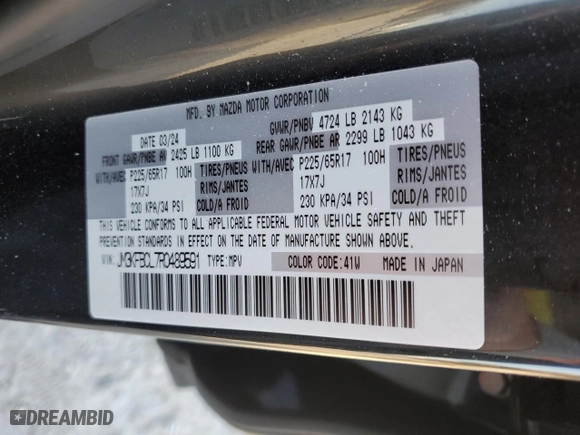 MFD. BY MAZDA MOTOR CORPORATION
DATE 03/24
GVWR/PNBV 4724 LB 2143 KG
FRONT GAWR/PNBE AV 2425 LB 1100 KG
REAR GAWR/PNBE AR 2299 LB 1043 KG
WITH/AVEC P225/65R17 100H TIRES/PNEUS WITH/AVEC P225/65R17 100H TIRES/PNEUS
17X7J RIMS/JANTES 17X7J RIMS/JANTES
230 KPA/34 PSI COLD/A FROID 230 KPA/34 PSI COLD/A FROID
THIS VEHICLE CONFORMS TO ALL APPLICABLE FEDERAL MOTOR VEHICLE SAFETY AND THEFT
PREVENTION STANDARDS IN EFFECT ON THE DATE OF MANUFACTURE SHOWN ABOVE.
VIN: JM3KFBCL7R0489591 TYPE:MPV COLOR CODE:41W MADE IN JAPAN
DREAMBID